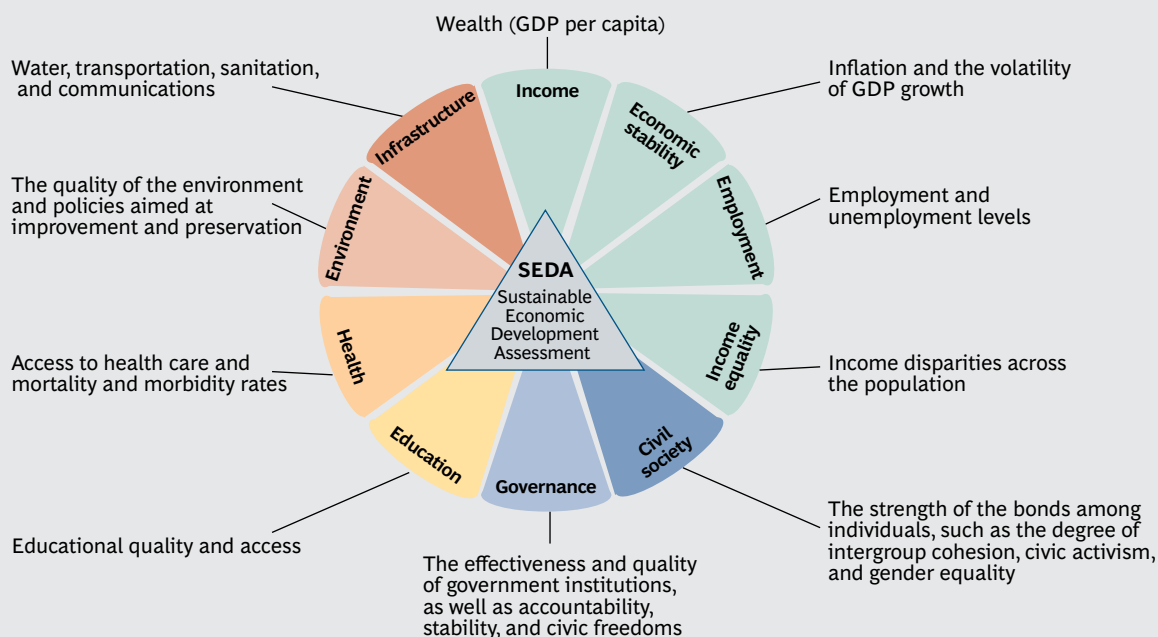 Wealth (GDP per capita)
Water, transportation, sanitation,
and communications
Inflation and the volatility
of GDP growth
Income
Infrastructure
Economic
stability
The quality of the environment
and policies aimed at
improvement and preservation
Environment
Employment
Employment and
unemployment levels
SEDA
Sustainable
Economic
Development
Assessment
Access to health care and
mortality and morbidity rates
Health
Income
equality
Income disparities across
the population
Education
Governance
Civil
society
Educational quality and access
The effectiveness and quality
of government institutions,
as well as accountability,
stability, and civic freedoms
The strength of the bonds among
individuals, such as the degree of
intergroup cohesion, civic activism,
and gender equality